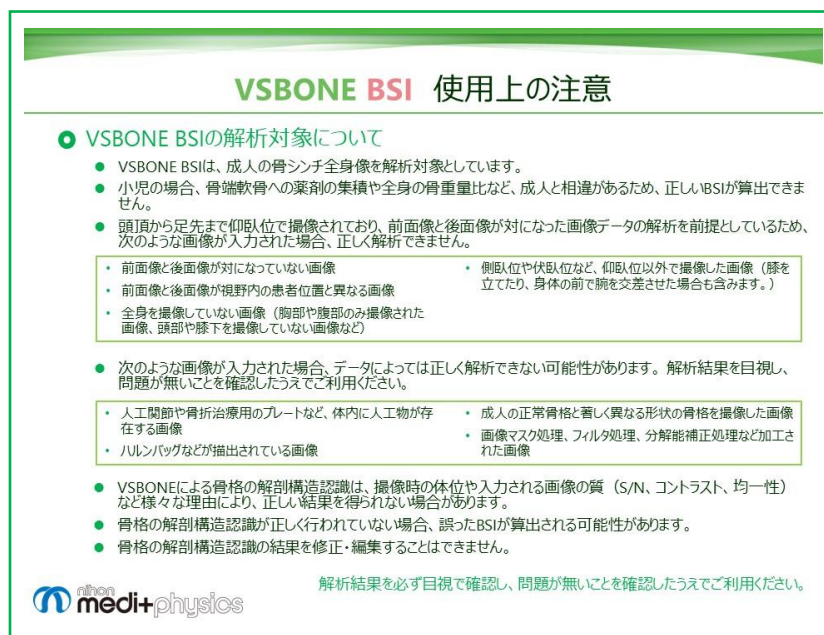 VSBONE BSI 使用上の注意
VSBONE BSIの解析対象について
VSBONE BSIは、成人の骨シンチ全身像を解析対象としています。
小児の場合、骨端軟骨への薬剤の集積や全身の骨重量比など、成人と相違があるため、正しいBSIが算出できま
せん。
頭頂から足先まで仰臥位で撮像されており、前面像と後面像が対になった画像データの解析を前提としているため、
次のような画像が入力された場合、正しく解析できません。
・ 前面像と後面像が対になっていない画像
・ 前面像と後面像が視野内の患者位置と異なる画像
・ 全身を撮像していない画像（胸部や腹部のみ撮像された
画像、頭部や膝下を撮像していない画像など）
・ 側臥位や伏臥位など、仰臥位以外で撮像した画像（膝を
立てたり、身体の前で腕を交差させた場合も含みます。）
次のような画像が入力された場合、データによっては正しく解析できない可能性があります。解析結果を目視し、
問題が無いことを確認したうえでご利用ください。
・ 人工関節や骨折治療用のプレートなど、体内に人工物が存
在する画像
・ ハルンバッグなどが描出されている画像
・ 成人の正常骨格と著しく異なる形状の骨格を撮像した画像
・ 画像マスク処理、フィルタ処理、分解能補正処理など加工さ
れた画像
VSBONEによる骨格の解剖構造認識は、撮像時の体位や入力される画像の質（S/N、コントラスト、均一性）
など様々な理由により、正しい結果を得られない場合があります。
骨格の解剖構造認識が正しく行われていない場合、誤ったBSIが算出される可能性があります。
骨格の解剖構造認識の結果を修正・編集することはできません。
解析結果を必ず目視で確認し、問題が無いことを確認したうえでご利用ください。
nihon
medi+physics